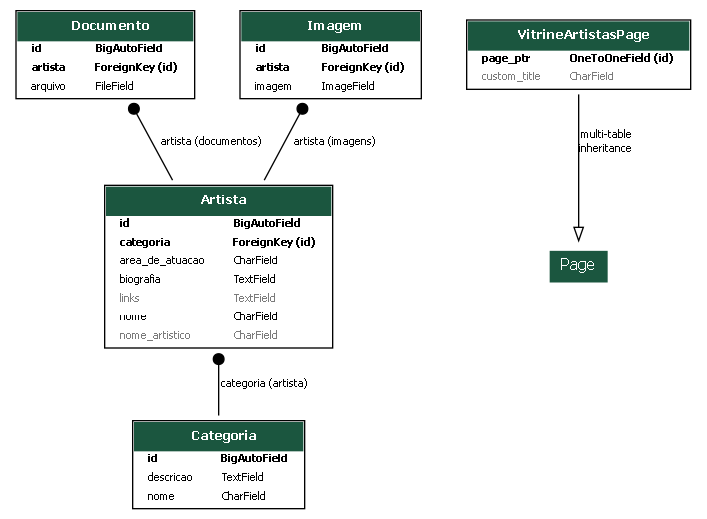 Documento
id BigAutoField
artista ForeignKey (id)
arquivo FileField
Imagem
id BigAutoField
artista ForeignKey (id)
imagem ImageField
VitrineArtistasPage
page_ptr OneToOneField (id)
custom_title CharField
artista (documentos)
artista (imagens)
multi-table
inheritance
Artista
id BigAutoField
categoria ForeignKey (id)
area_de_atuacao CharField
biografia TextField
links TextField
nome CharField
nome_artistico CharField
Page
categoria (artista)
Categoria
id BigAutoField
descricao TextField
nome CharField